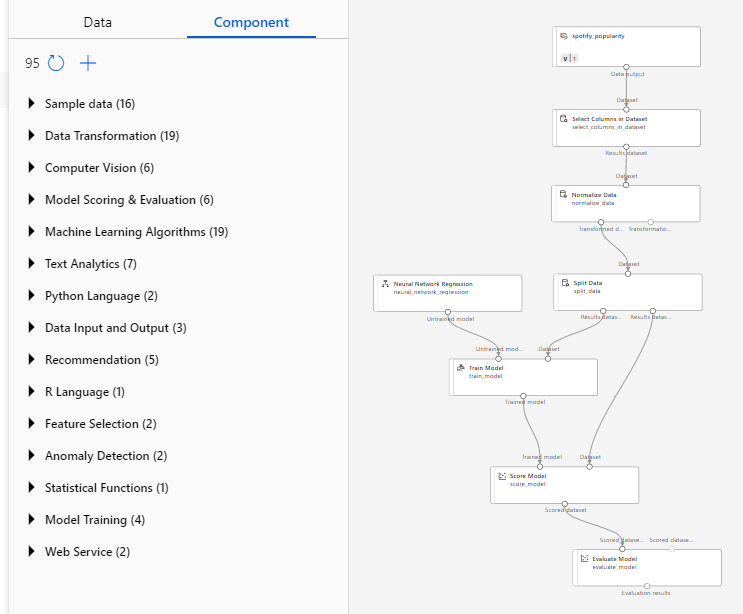 Data
Component
95
Sample data (16)
Data Transformation (19)
Computer Vision (6)
Model Scoring & Evaluation (6)
Machine Learning Algorithms (19)
Text Analytics (7)
Python Language (2)
Data Input and Output (3)
Recommendation (5)
R Language (1)
Feature Selection (2)
Anomaly Detection (2)
Statistical Functions (1)
Model Training (4)
Web Service (2)
spotify_popularity
v 1
Data output
Dataset
Select Columns in Dataset
select_columns_in_dataset
Results dataset
Dataset
Normalize Data
normalize_data
Transformed d... Transformatio...
Dataset
Split Data
split_data
Results datas... Results datas...
Neural Network Regression
neural_network_regression
Untrained model
Untrained mod... Dataset
Train Model
train_model
Trained model
Trained model Dataset
Score Model
score_model
Scored dataset
Scored datase... Scored datase...
Evaluate Model
evaluate_model
Evaluation results